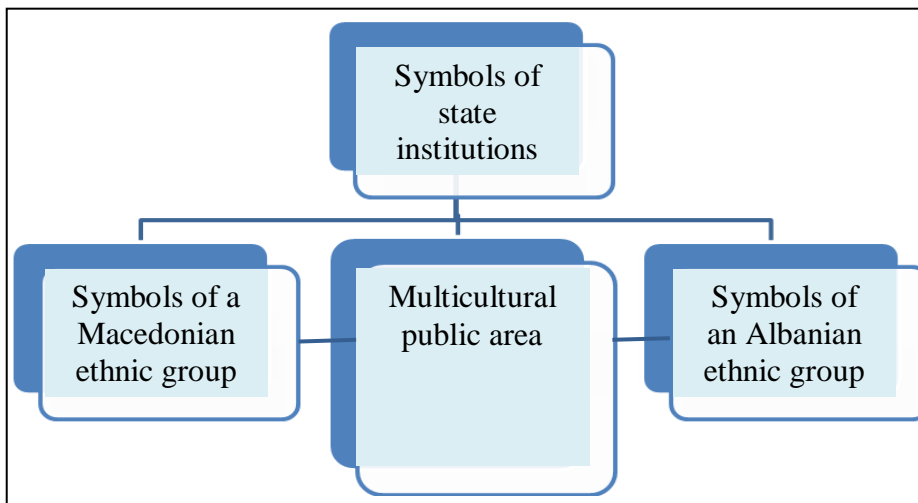 Symbols of
state
institutions
Symbols of a
Macedonian
ethnic group
Multicultural
public area
Symbols of
an Albanian
ethnic group